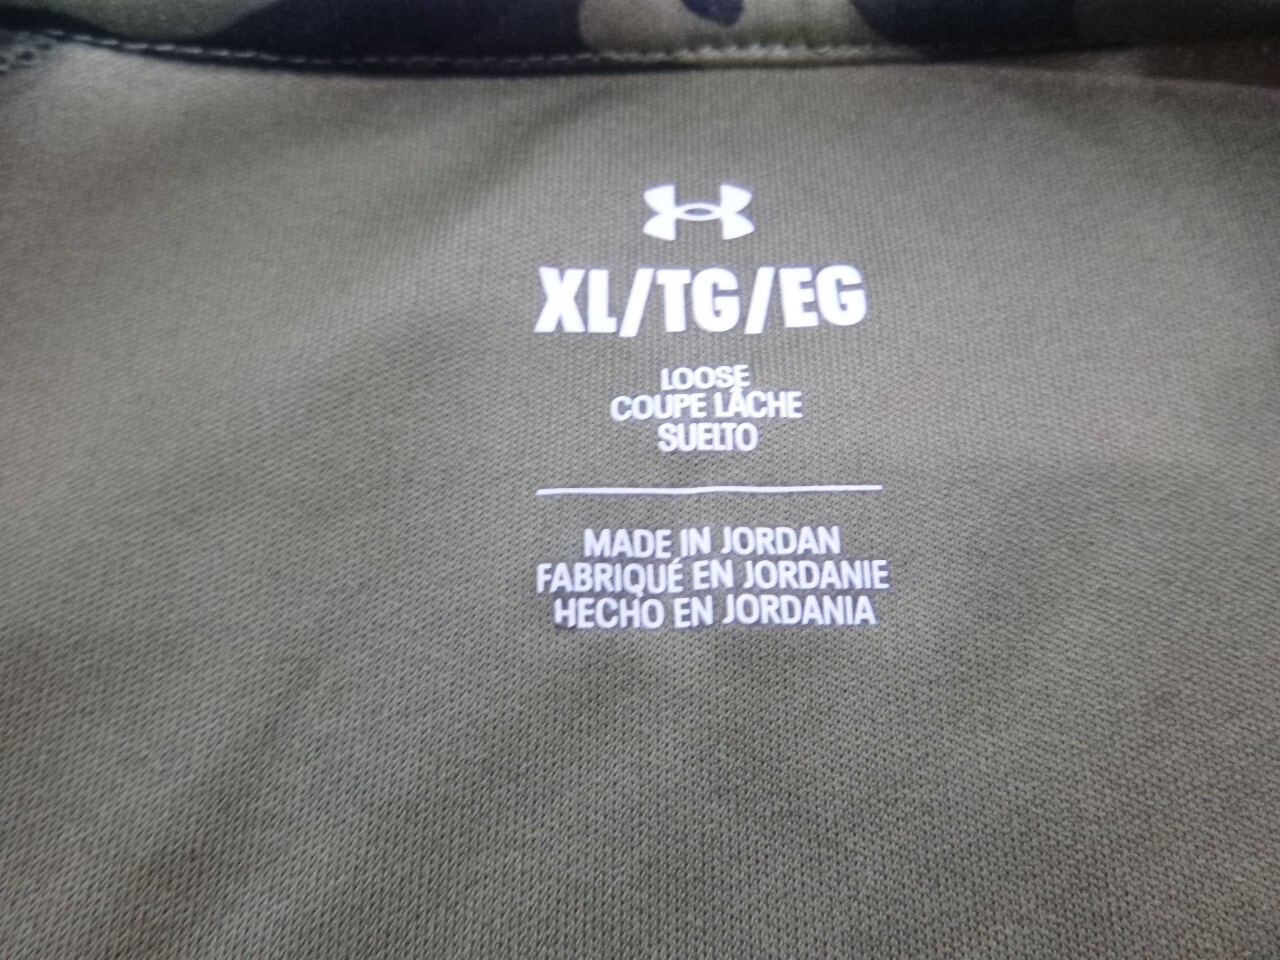 XL/TG/EG
LOOSE
COUPE LÂCHE
SUELTO
MADE IN JORDAN
FABRIQUÉ EN JORDANIE
HECHO EN JORDANIA